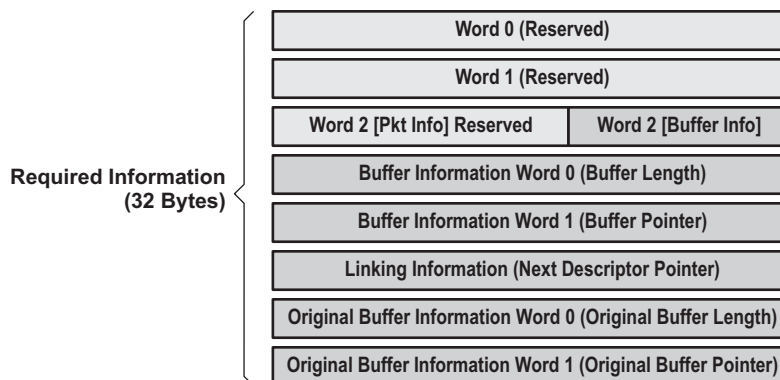 Word 0 (Reserved)
Word 1 (Reserved)
Word 2 [Pkt Info] Reserved
Word 2 [Buffer Info]
Required Information
(32 Bytes)
Buffer Information Word 0 (Buffer Length)
Buffer Information Word 1 (Buffer Pointer)
Linking Information (Next Descriptor Pointer)
Original Buffer Information Word 0 (Original Buffer Length)
Original Buffer Information Word 1 (Original Buffer Pointer)